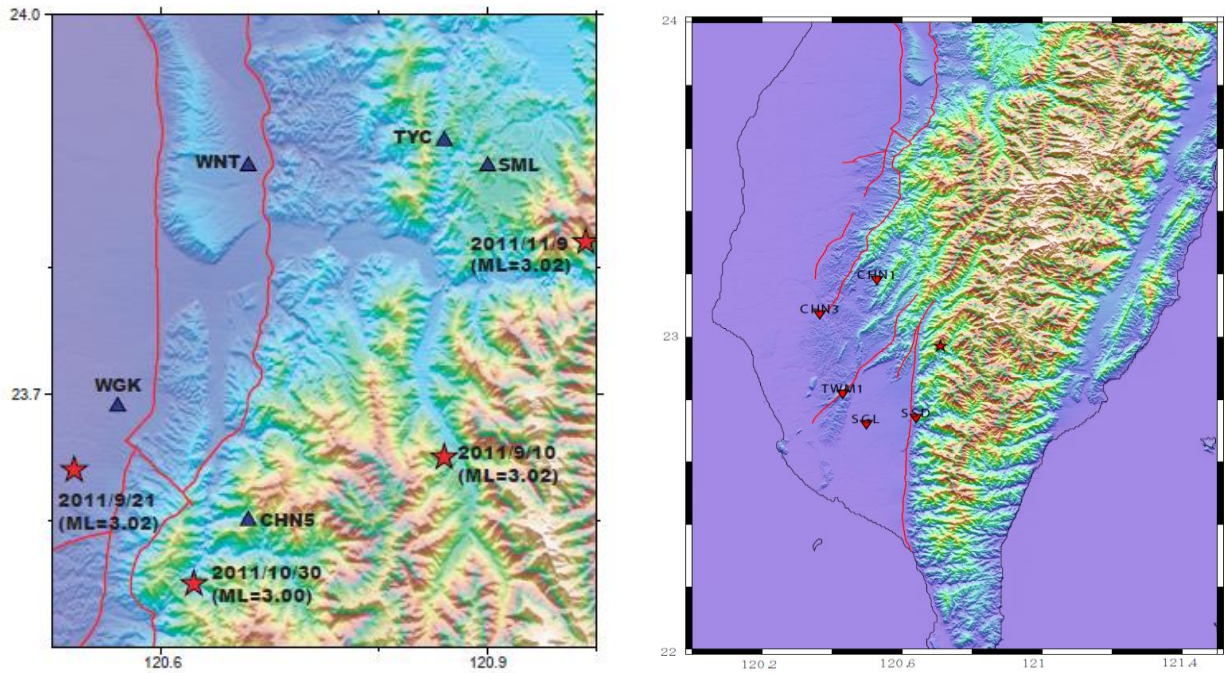 24.0
TYC
WNT
SML
2011/11/9
(ML=3.02)
23.7
WGK
2011/9/10
(ML=3.02)
2011/9/21
(ML=3.02)
CHN5
2011/10/30
(ML=3.00)
120.6
120.9
24
CHN1
CHN3
23
TWM1
SGL
SSD
22
120.2
120.6
121
121.4